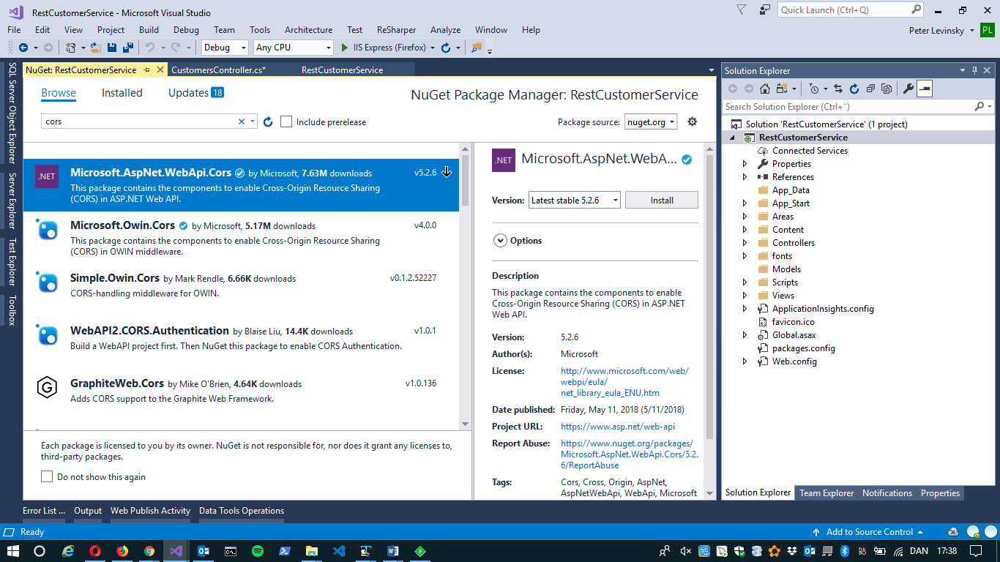 RestCustomerService - Microsoft Visual Studio
Quick Launch (Ctrl+Q)
File Edit View Project Build Debug Team Tools Architecture Test ReSharper Analyze Window Help
Peter Levinsky PL
Debug Any CPU IIS Express (Firefox)
SQL Server Object Explorer
Server Explorer
Test Explorer
Toolbox
NuGet: RestCustomerService CustomersController.cs* RestCustomerService
Browse Installed Updates 18
NuGet Package Manager: RestCustomerService
cors
Include prerelease
Package source: nuget.org
.NET
Microsoft.AspNet.WebApi.Cors by Microsoft, 7.63M downloads v5.2.6
This package contains the components to enable Cross-Origin Resource Sharing
(CORS) in ASP.NET Web API.
Microsoft.Owin.Cors by Microsoft, 5.17M downloads v4.0.0
This package contains the components to enable Cross-Origin Resource Sharing
(CORS) in OWIN middleware.
Simple.Owin.Cors by Mark Rendle, 6.66K downloads v0.1.2.52227
CORS-handling middleware for OWIN.
WebAPI2.CORS.Authentication by Blaise Liu, 14.4K downloads v1.0.1
Build a WebAPI project first. Then NuGet this package to enable CORS Authentication.
GraphiteWeb.Cors by Mike O'Brien, 4.64K downloads v1.0.136
Adds CORS support to the Graphite Web Framework.
Each package is licensed to you by its owner. NuGet is not responsible for, nor does it grant any licenses to,
third-party packages.
Do not show this again
.NET
Microsoft.AspNet.WebA...
Version: Latest stable 5.2.6 Install
Options
Description
This package contains the components to enable
Cross-Origin Resource Sharing (CORS) in ASP.NET
Web API.
Version: 5.2.6
Author(s): Microsoft
License: http://www.microsoft.com/web/
webpi/eula/
net_library_eula_ENU.htm
Date published: Friday, May 11, 2018 (5/11/2018)
Project URL: https://www.asp.net/web-api
Report Abuse: https://www.nuget.org/packages/
Microsoft.AspNet.WebApi.Cors/5.2.
6/ReportAbuse
Tags: Cors, Cross, Origin, AspNet,
AspNetWebApi, WebApi, Microsoft
Solution Explorer
Search Solution Explorer (Ctrl+¨)
Solution 'RestCustomerService' (1 project)
RestCustomerService
Connected Services
Properties
References
App_Data
App_Start
Areas
Content
Controllers
fonts
Models
Scripts
Views
ApplicationInsights.config
favicon.ico
Global.asax
packages.config
Web.config
Solution Explorer Team Explorer Notifications Properties
Error List ... Output Web Publish Activity Data Tools Operations
Ready
Add to Source Control
DAN 17:38